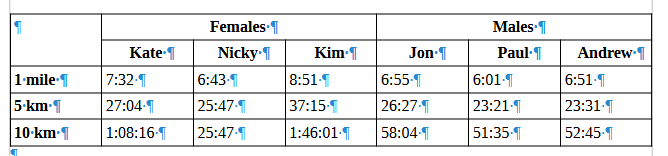 Females Males
Kate Nicky Kim Jon Paul Andrew
1 mile 7:32 6:43 8:51 6:55 6:01 6:51
5 km 27:04 25:47 37:15 26:27 23:21 23:31
10 km 1:08:16 25:47 1:46:01 58:04 51:35 52:45